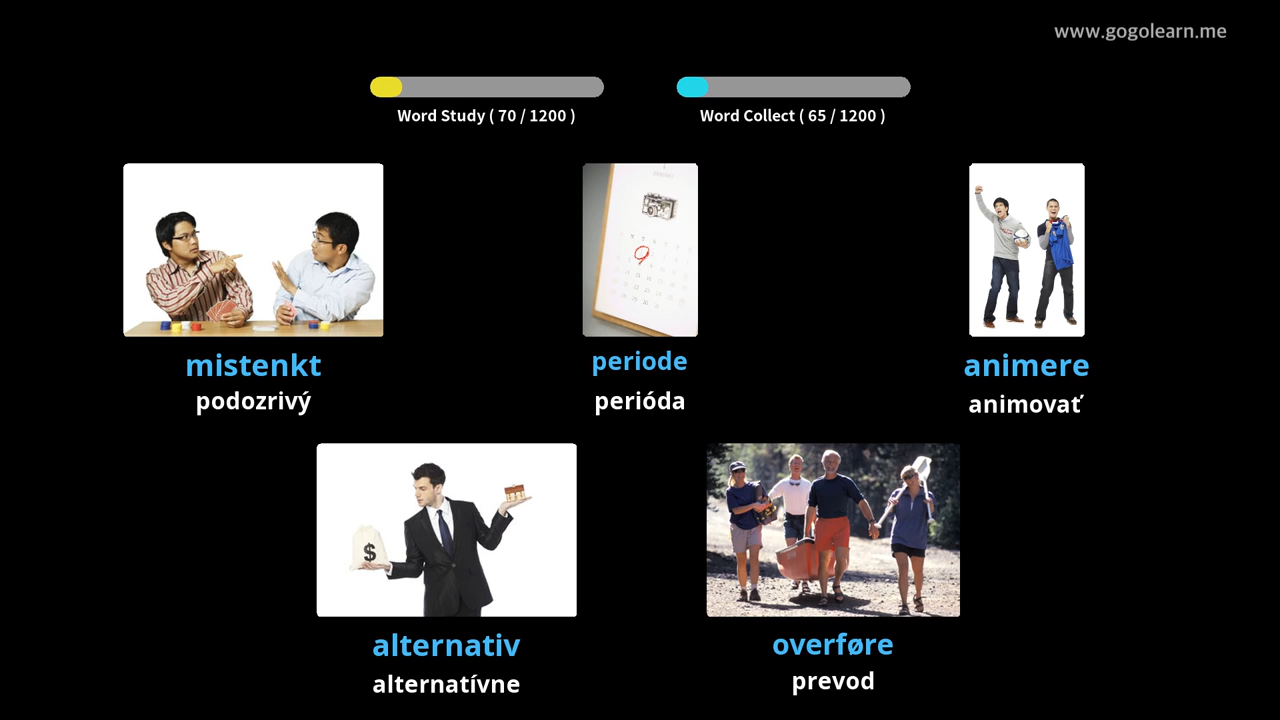 www.gogolearn.me
Word Study ( 70 / 1200 )
Word Collect ( 65 / 1200 )
mistenkt
podozrivý
periode
perióda
animere
animovať
$
alternativ
alternatívne
overføre
prevod